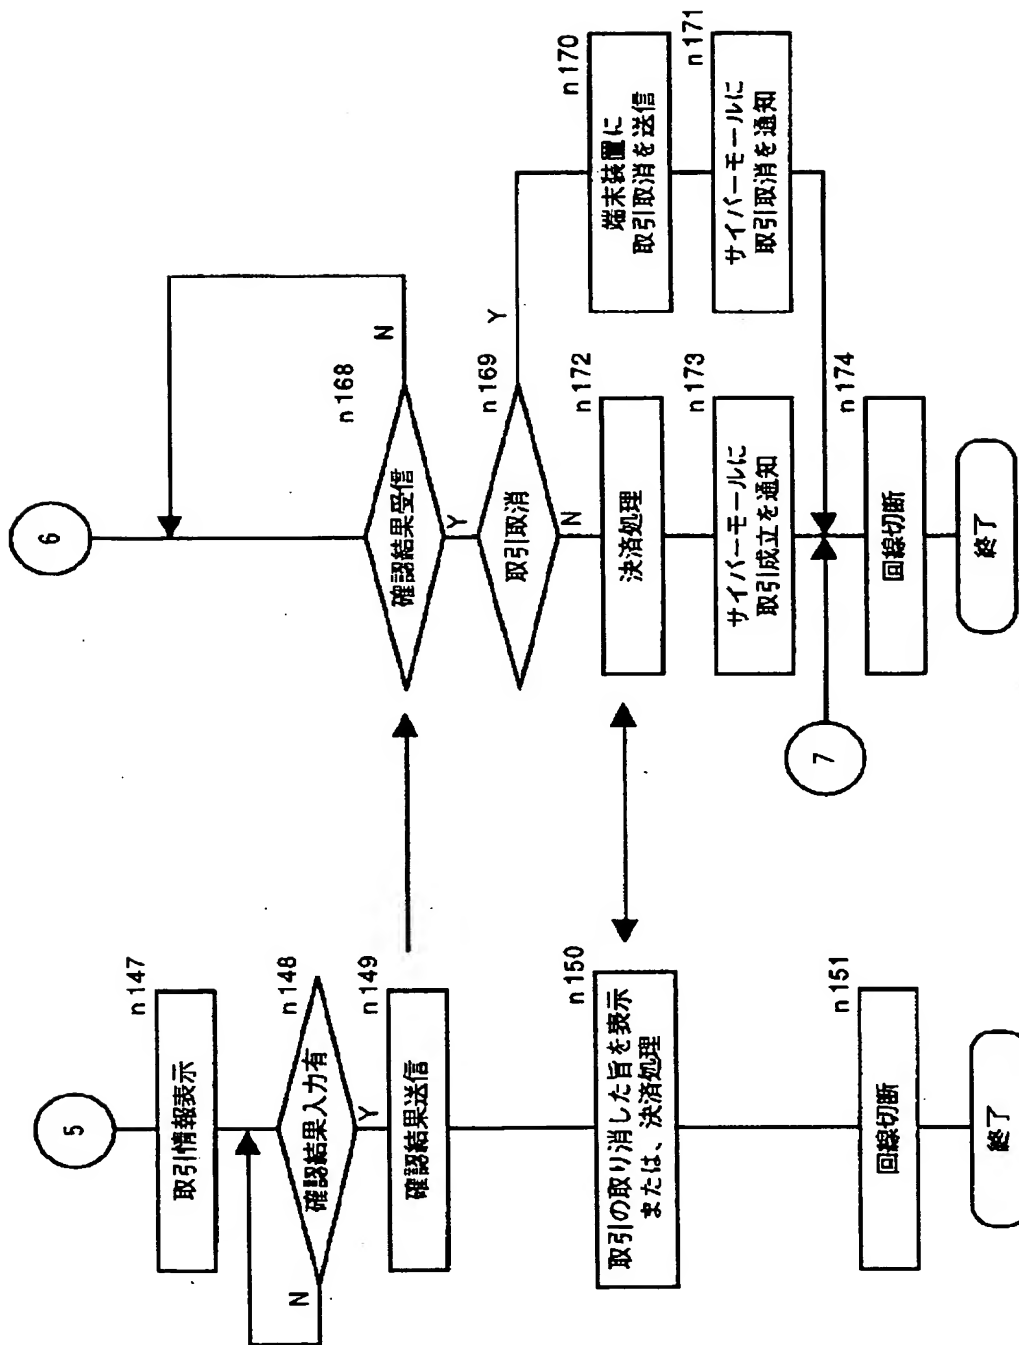 5
n147
取引情報表示
n148
確認結果入力有
N
Y
n149
確認結果送信
n150
取引の取り消した旨を表示
または、決済処理
n151
回線切断
終了
6
n168
確認結果受信
N
Y
n169
取引取消
Y
N
n170
端末装置に
取引取消を送信
n171
サイバーモールに
取引取消を通知
n172
決済処理
n173
サイバーモールに
取引成立を通知
7
n174
回線切断
終了